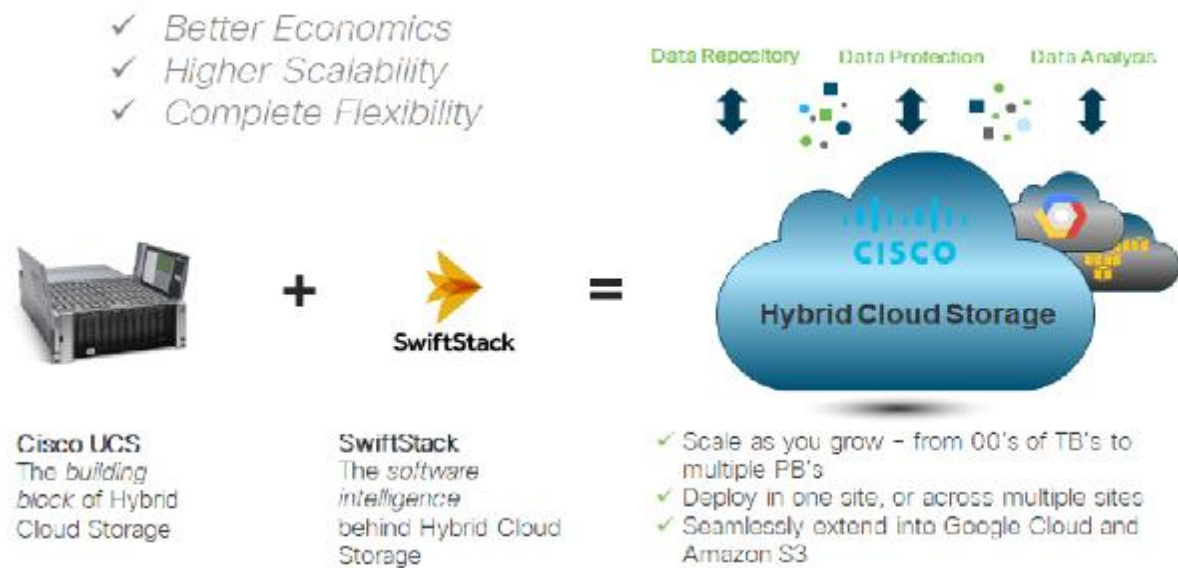 ✓ Better Economics
✓ Higher Scalability
✓ Complete Flexibility
Data Repository Data Protection Data Analysis
CISCO
Hybrid Cloud Storage
+
SwiftStack
=
Cisco UCS
The building
block of Hybrid
Cloud Storage
SwiftStack
The software
intelligence
behind Hybrid Cloud
Storage
✓ Scale as you grow – from 00's of TB's to
multiple PB's
✓ Deploy in one site, or across multiple sites
✓ Seamlessly extend into Google Cloud and
Amazon S3